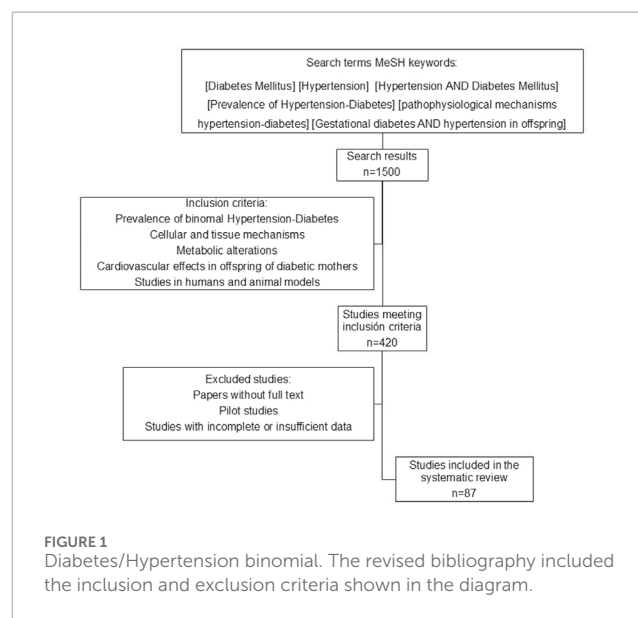 Search terms MeSH keywords:
[Diabetes Mellitus] [Hypertension]  [Hypertension AND Diabetes Mellitus]
[Prevalence of Hypertension-Diabetes] [pathophysiological mechanisms
hypertension-diabetes] [Gestational diabetes AND hypertension in offspring]
Search results
n=1500
Inclusion criteria:
Prevalence of binomal Hypertension-Diabetes
Cellular and tissue mechanisms
Metabolic alterations
Cardiovascular effects in offspring of diabetic mothers
Studies in humans and animal models
Studies meeting
inclusión criteria
n=420
Excluded studies:
Papers without full text
Pilot studies
Studies with incomplete or insufficient data
Studies included in the
systematic review
n=87
FIGURE 1
Diabetes/Hypertension binomial. The revised bibliography included
the inclusion and exclusion criteria shown in the diagram.